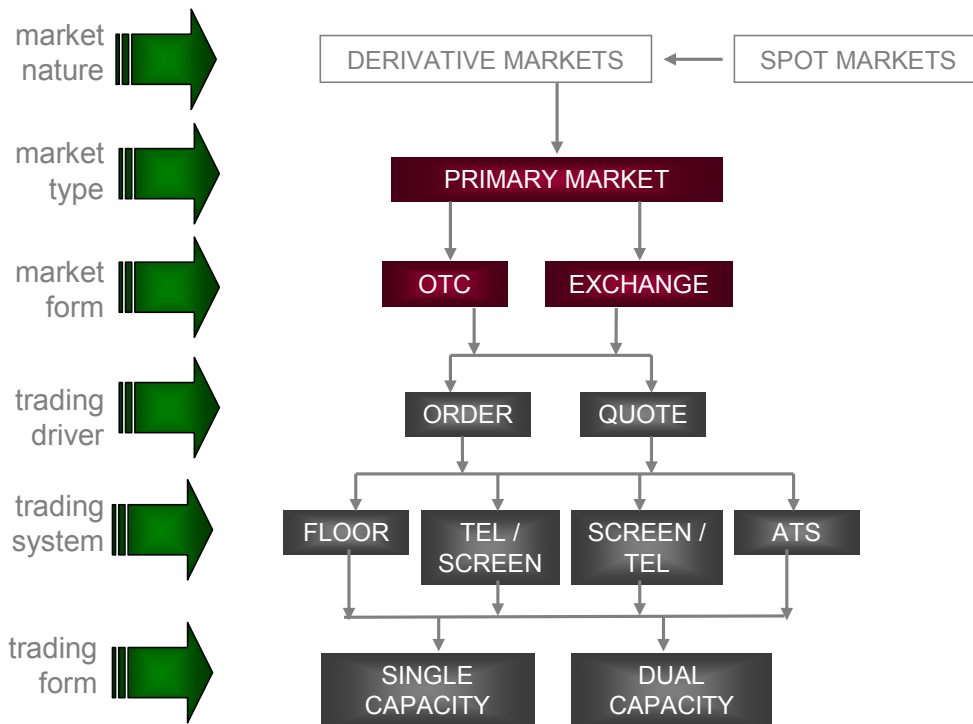 market
nature
DERIVATIVE MARKETS
SPOT MARKETS
market
type
PRIMARY MARKET
market
form
OTC
EXCHANGE
trading
driver
ORDER
QUOTE
trading
system
FLOOR
TEL /
SCREEN
SCREEN /
TEL
ATS
trading
form
SINGLE
CAPACITY
DUAL
CAPACITY